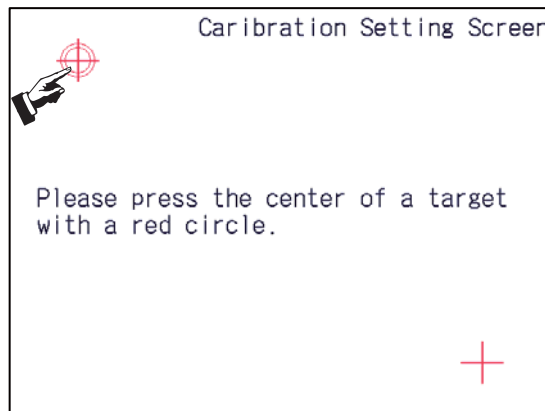 Caribration Setting Screen
Please press the center of a target
with a red circle.